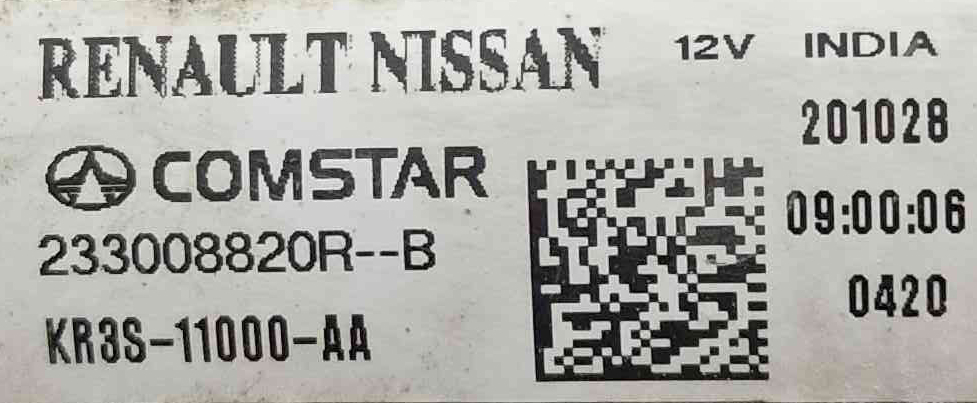 RENAULT NISSAN 12V INDIA
201028
COMSTAR
09:00:06
233008820R--B
0420
KR3S-11000-AA